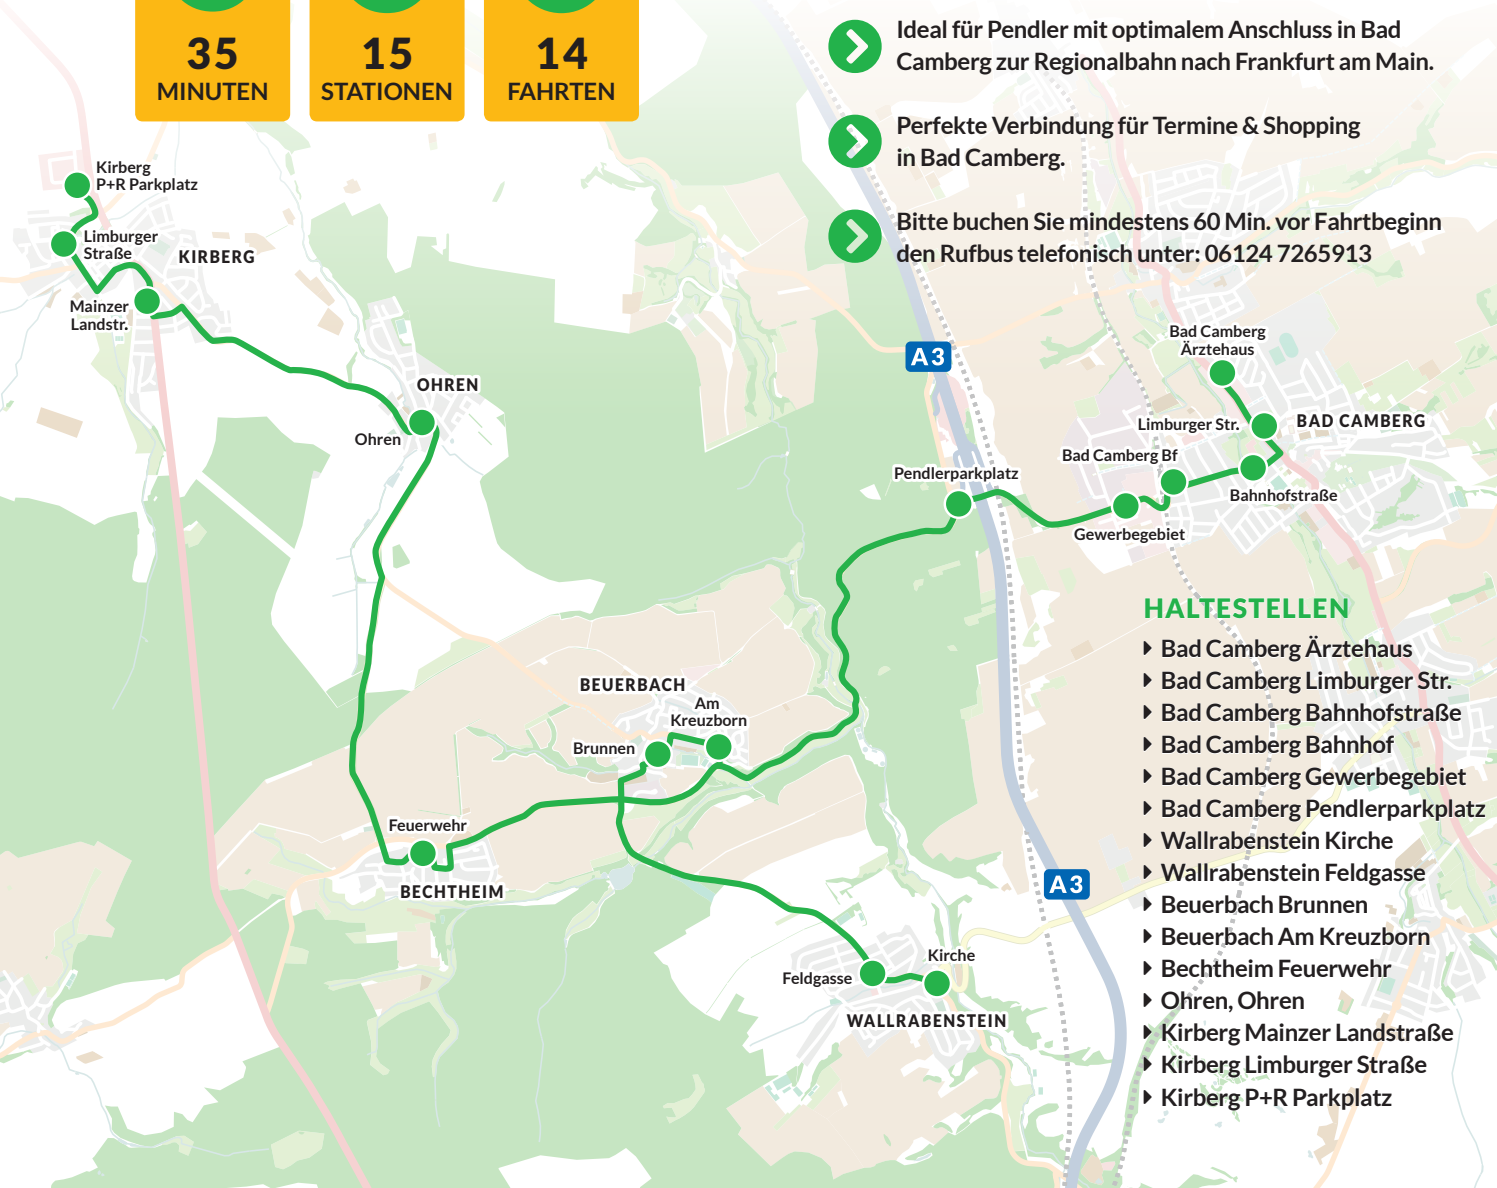 35
MINUTEN
15
STATIONEN
14
FAHRTEN
Ideal für Pendler mit optimalem Anschluss in Bad
Camberg zur Regionalbahn nach Frankfurt am Main.
Perfekte Verbindung für Termine & Shopping
in Bad Camberg.
Bitte buchen Sie mindestens 60 Min. vor Fahrtbeginn
den Rufbus telefonisch unter: 06124 7265913
Kirberg
P+R Parkplatz
Limburger
Straße
KIRBERG
Mainzer
Landstr.
OHREN
Ohren
A3
Bad Camberg
Ärztehaus
Limburger Str.
BAD CAMBERG
Bad Camberg Bf
Pendlerparkplatz
Bahnhofstraße
Gewerbegebiet
BEUERBACH
Am
Kreuzborn
Brunnen
Feuerwehr
BECHTHEIM
A3
Kirche
Feldgasse
WALLRABENSTEIN
HALTESTELLEN
Bad Camberg Ärztehaus
Bad Camberg Limburger Str.
Bad Camberg Bahnhofstraße
Bad Camberg Bahnhof
Bad Camberg Gewerbegebiet
Bad Camberg Pendlerparkplatz
Wallrabenstein Kirche
Wallrabenstein Feldgasse
Beuerbach Brunnen
Beuerbach Am Kreuzborn
Bechtheim Feuerwehr
Ohren, Ohren
Kirberg Mainzer Landstraße
Kirberg Limburger Straße
Kirberg P+R Parkplatz